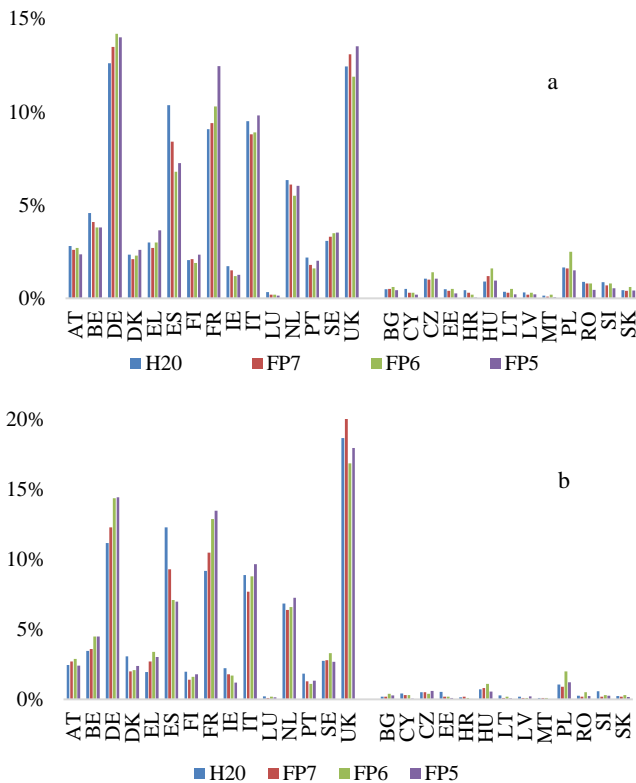 15%
a
10%
5%
0%
AT BE DE DK EL ES FI FR IE IT LU NL PT SE UK BG CY CZ EE HR HU LT LV MT PL RO SI SK
H20 FP7 FP6 FP5
20%
b
15%
10%
5%
0%
AT BE DE DK EL ES FI FR IE IT LU NL PT SE UK BG CY CZ EE HR HU LT LV MT PL RO SI SK
H20 FP7 FP6 FP5